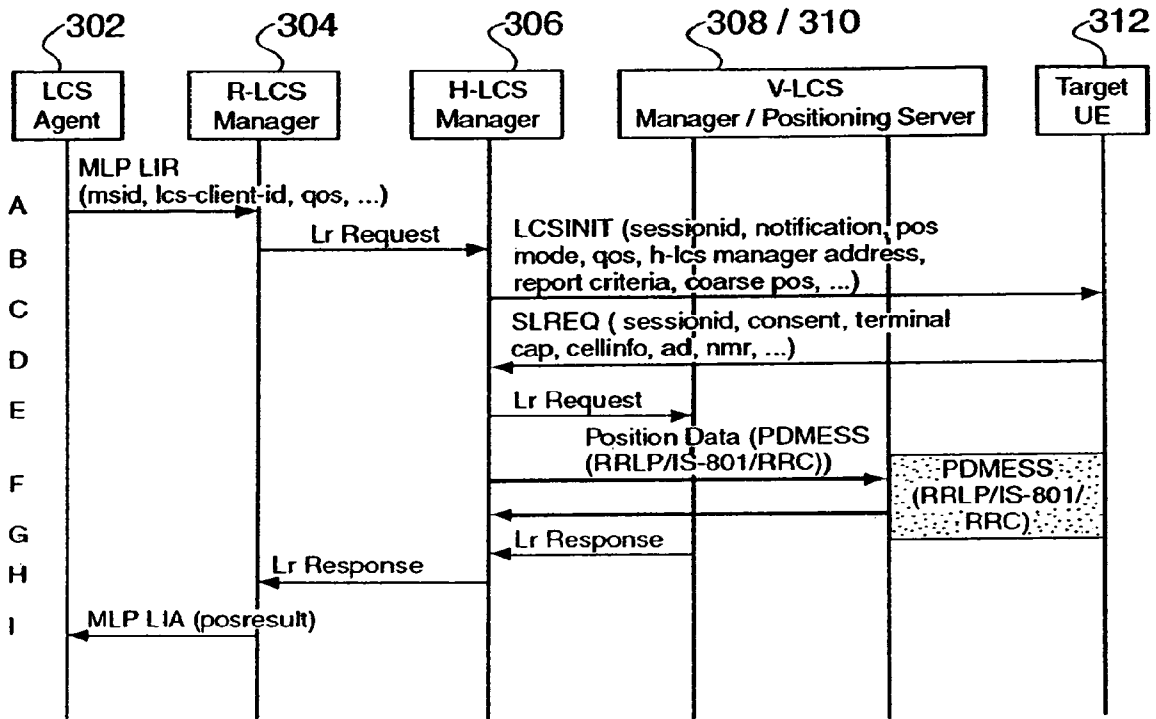 302
304
306
308 / 310
312
LCS
Agent
R-LCS
Manager
H-LCS
Manager
V-LCS
Manager / Positioning Server
Target
UE
MLP LIR
(msid, lcs-client-id, qos, ...)
A
Lr Request
B
LCSINIT (sessionid, notification, pos
mode, qos, h-lcs manager address,
report criteria, coarse pos, ...)
C
SLREQ ( sessionid, consent, terminal
cap, cellinfo, ad, nmr, ...)
D
E
Lr Request
Position Data (PDMESS
(RRLP/IS-801/RRC))
F
PDMESS
(RRLP/IS-801/
RRC)
G
Lr Response
H
Lr Response
I
MLP LIA (posresult)